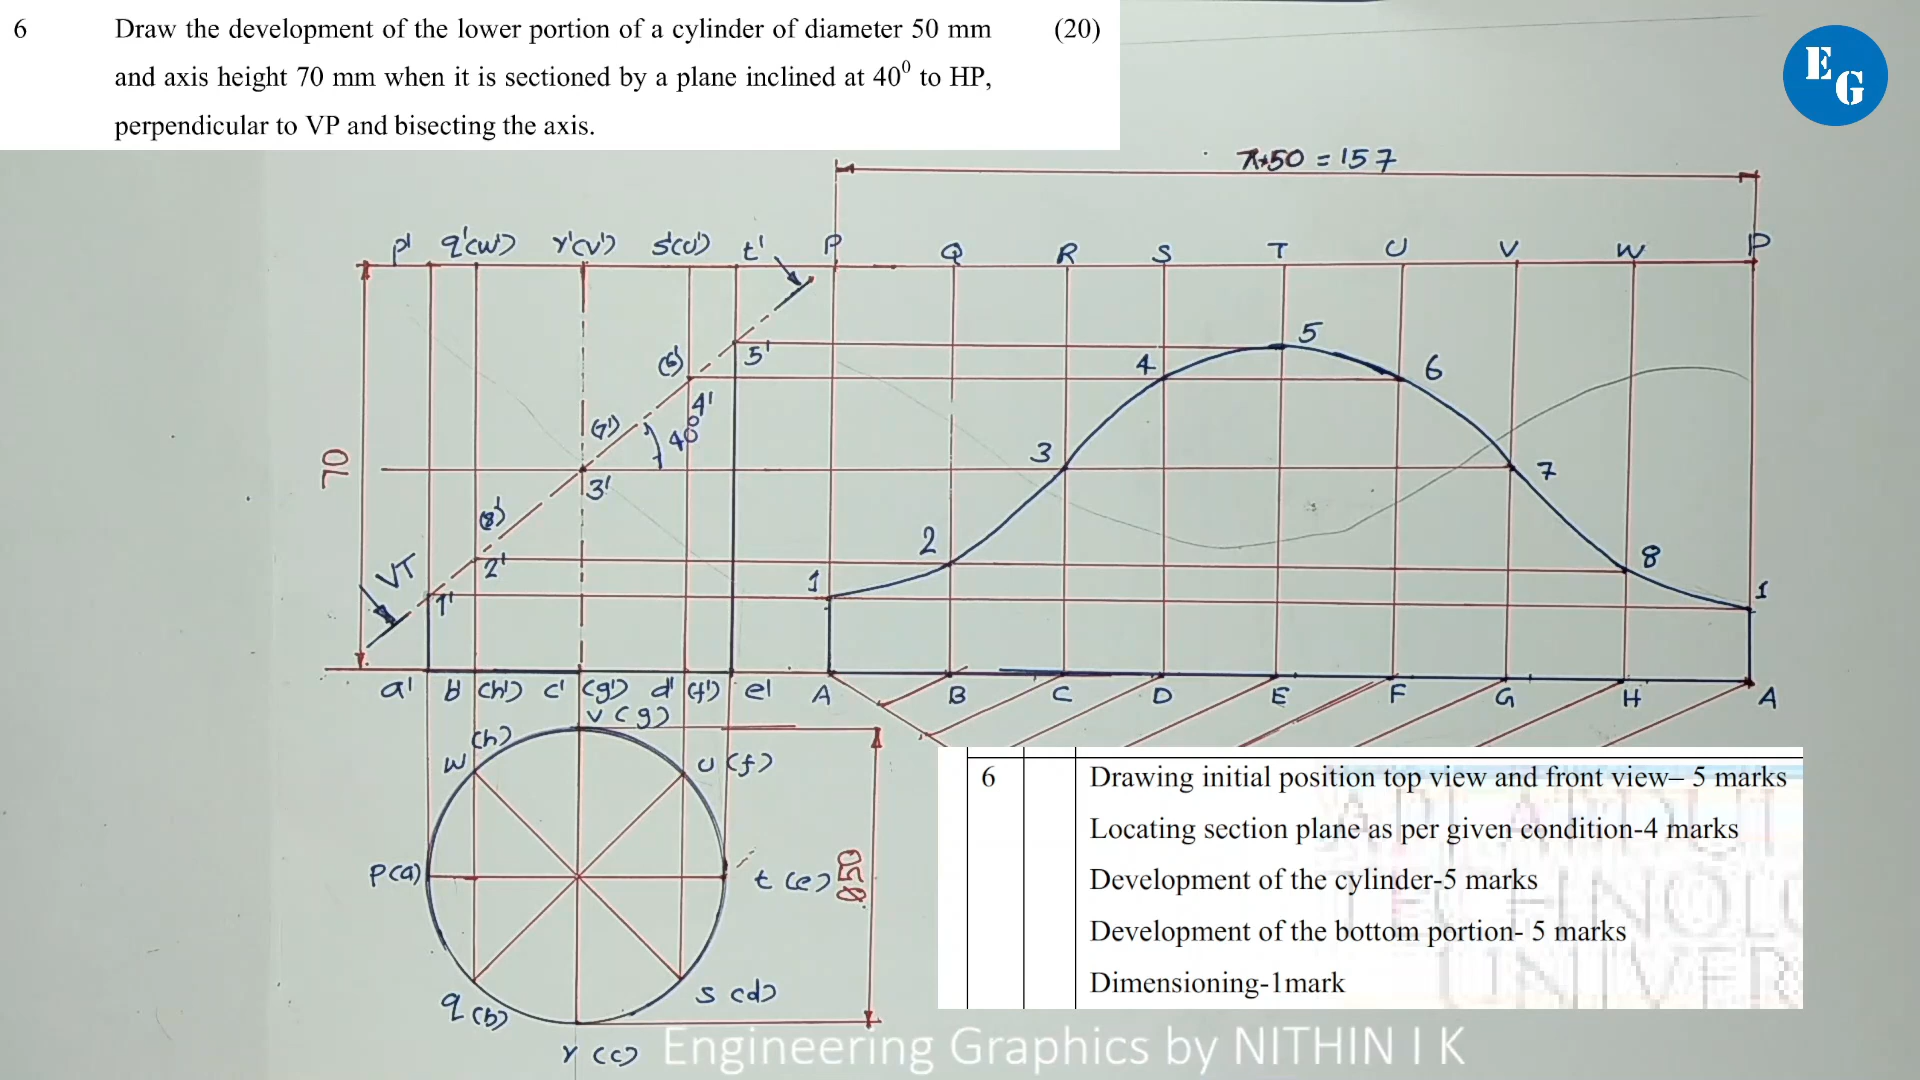 6 Draw the development of the lower portion of a cylinder of diameter 50 mm (20)
and axis height 70 mm when it is sectioned by a plane inclined at 40⁰ to HP,
perpendicular to VP and bisecting the axis.
E
G
π*50 = 157
p' q'(w') r'(v') s'(u') t' P Q R S T U V W P
5
(6') 5' 4 6
4'
(7') 40°
70
3 7
3'
(8') 2 8
2'
VT
1' 1 1
a' b' (h') c' (g') d' (f') e' A B C D E F G H A
v (g)
(h)
w u (f)
p(a) t (e) Ø50
s (d)
q (b)
r (c)
6 Drawing initial position top view and front view– 5 marks
Locating section plane as per given condition-4 marks
Development of the cylinder-5 marks
Development of the bottom portion- 5 marks
Dimensioning-1mark
Engineering Graphics by NITHIN I K